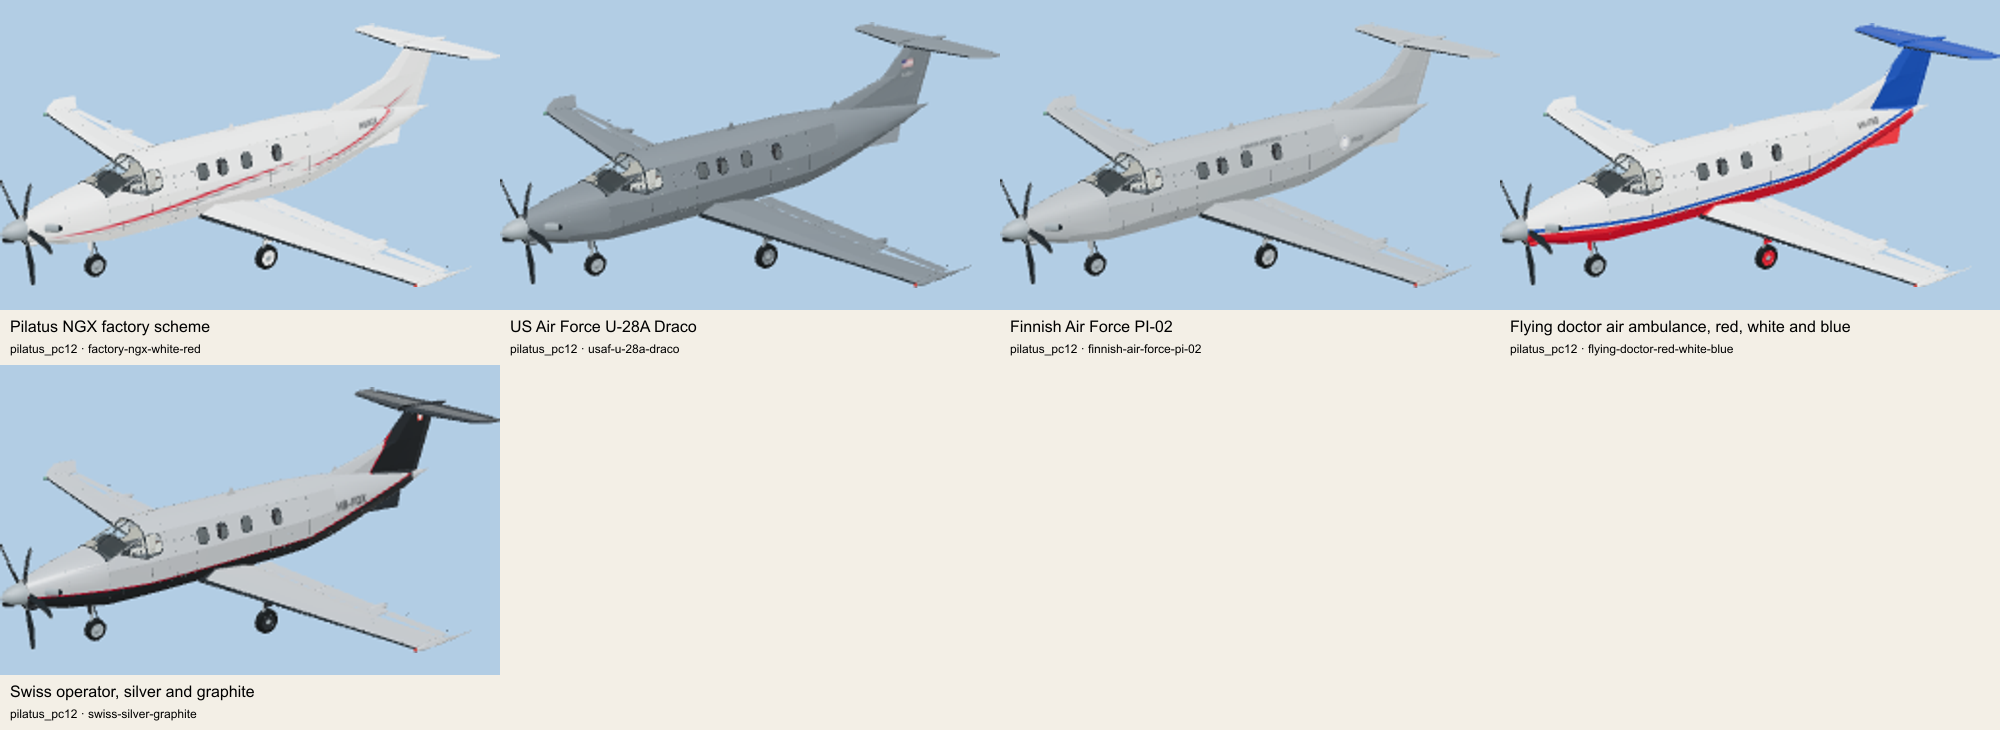 Pilatus NGX factory scheme
pilatus_pc12 · factory-ngx-white-red
US Air Force U-28A Draco
pilatus_pc12 · usaf-u-28a-draco
Finnish Air Force PI-02
pilatus_pc12 · finnish-air-force-pi-02
Flying doctor air ambulance, red, white and blue
pilatus_pc12 · flying-doctor-red-white-blue
Swiss operator, silver and graphite
pilatus_pc12 · swiss-silver-graphite